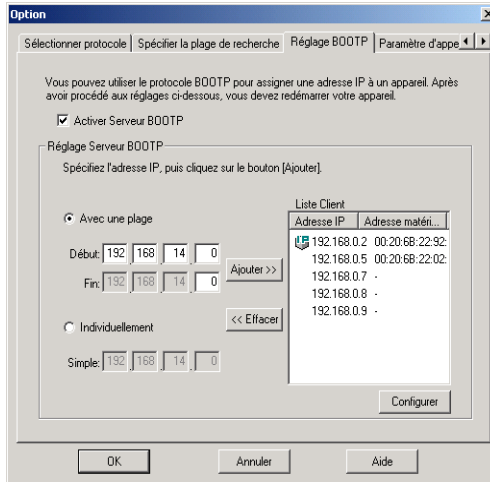 Option
Sélectionner protocole Spécifier la plage de recherche Réglage BOOTP Paramètre d'appe
Vous pouvez utiliser le protocole BOOTP pour assigner une adresse IP à un appareil. Après
avoir procédé aux réglages ci-dessous, vous devez redémarrer votre appareil.
Activer Serveur BOOTP
Réglage Serveur BOOTP
Spécifiez l'adresse IP, puis cliquez sur le bouton [Ajouter].
Avec une plage
Début: 192 . 168 . 14 . 0
Fin: 192 . 168 . 14 . 0
Individuellement
Simple: 192 . 168 . 14 . 0
Ajouter >>
<< Effacer
Liste Client
Adresse IP Adresse matéri...
192.168.0.2 00:20:6B:22:92:
192.168.0.5 00:20:6B:22:02:
192.168.0.7 -
192.168.0.8 -
192.168.0.9 -
Configurer
OK Annuler Aide